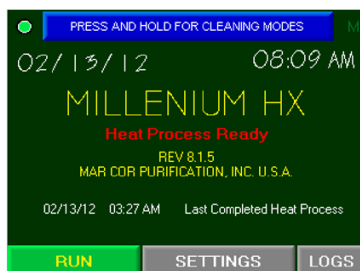 PRESS AND HOLD FOR CLEANING MODES
M
02/13/12 08:09 AM
MILLENIUM HX
Heat Process Ready
REV 8.1.5
MAR COR PURIFICATION, INC. U.S.A.
02/13/12 03:27 AM Last Completed Heat Process
RUN SETTINGS LOGS